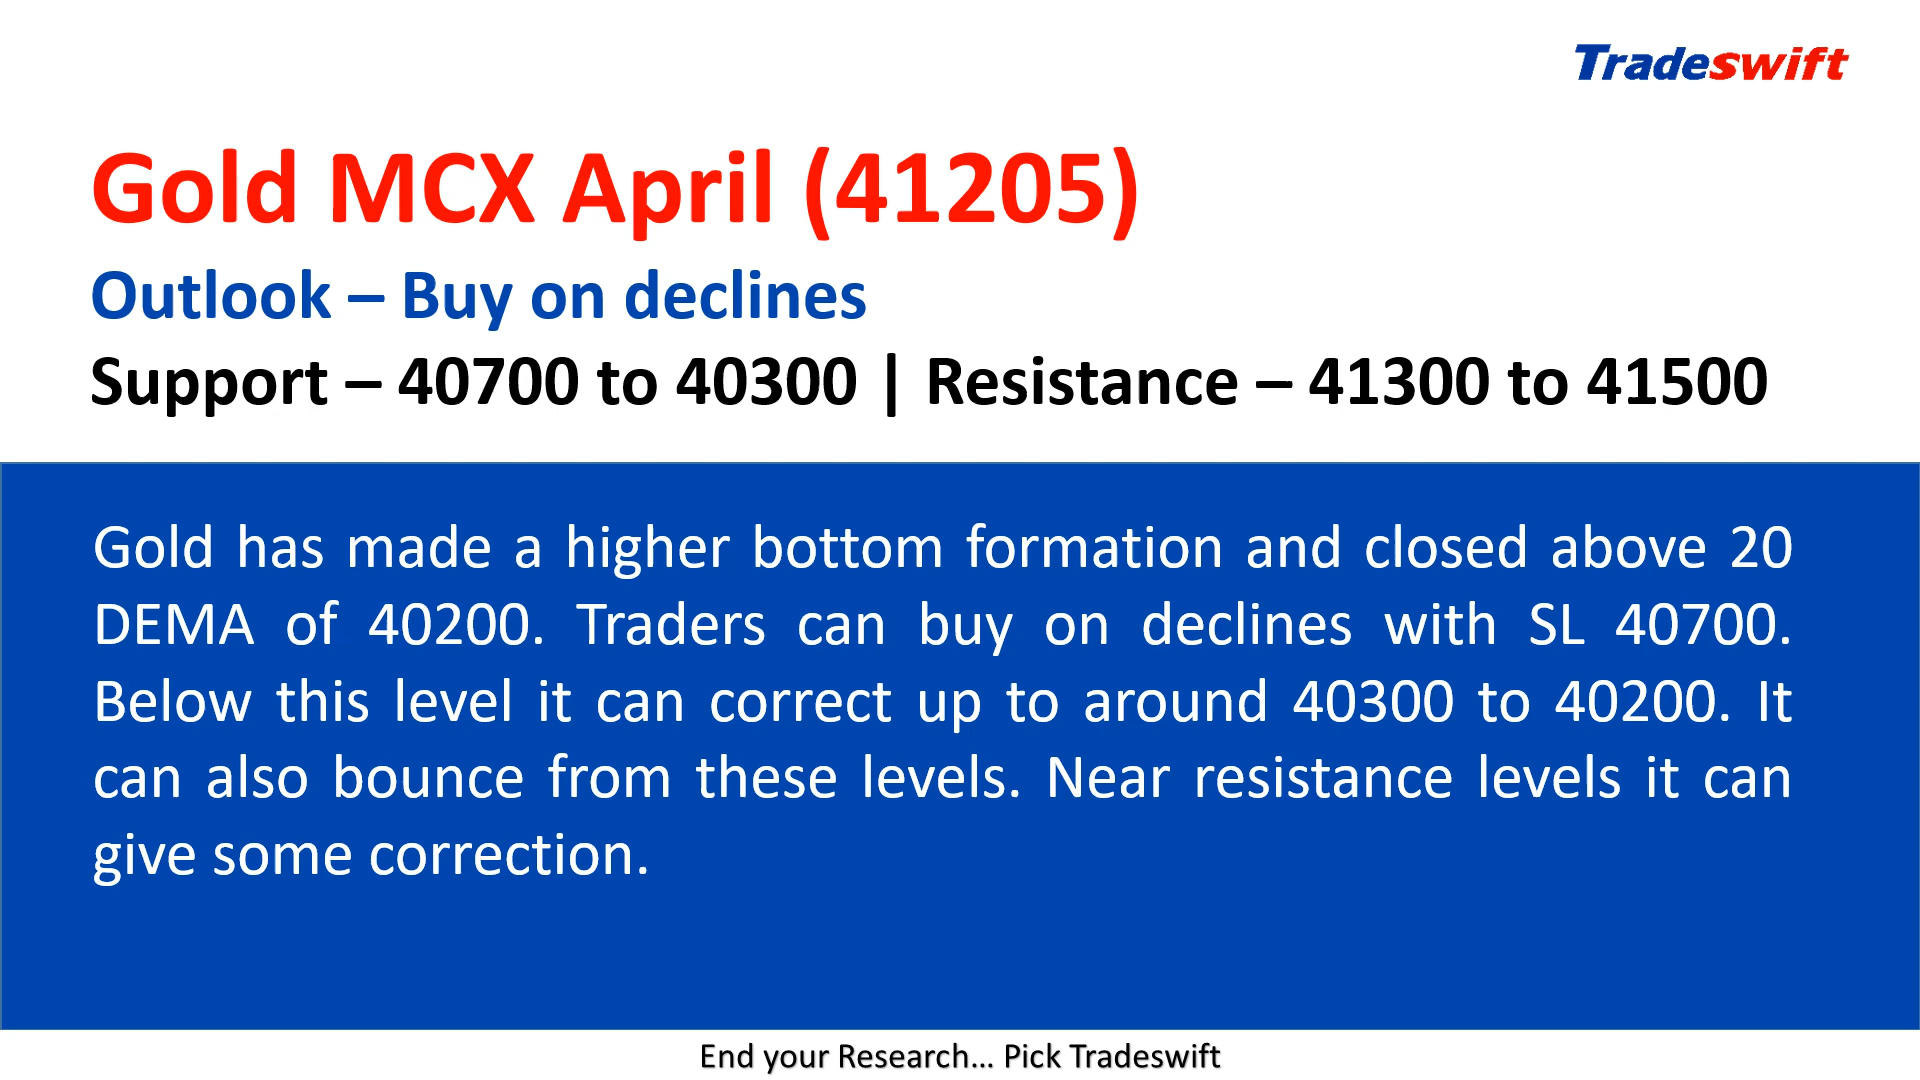 Tradeswift
Gold MCX April (41205)
Outlook – Buy on declines
Support – 40700 to 40300 | Resistance – 41300 to 41500
Gold has made a higher bottom formation and closed above 20
DEMA of 40200. Traders can buy on declines with SL 40700.
Below this level it can correct up to around 40300 to 40200. It
can also bounce from these levels. Near resistance levels it can
give some correction.
End your Research... Pick Tradeswift